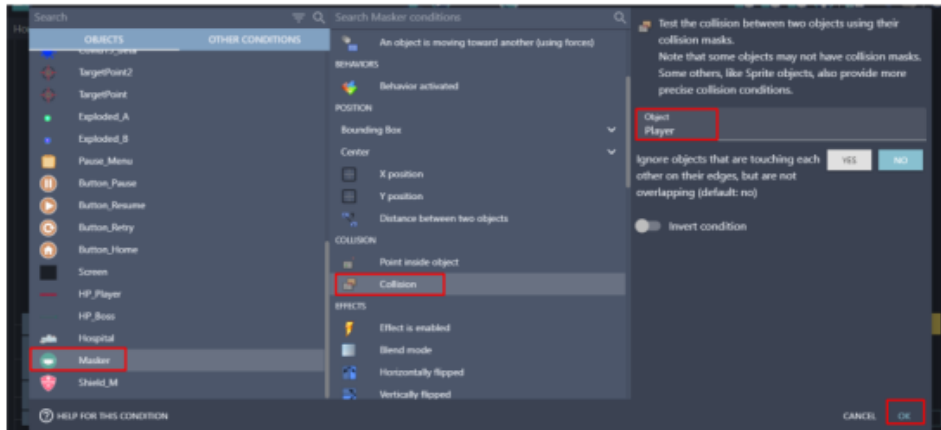 Search
OBJECTS
OTHER CONDITIONS
TargetPoint2
TargetPoint
Exploded_A
Exploded_B
Pause_Menu
Button_Pause
Button_Resume
Button_Retry
Button_Home
Screen
HP_Player
HP_Boss
Hospital
Masker
Shield_M
HELP FOR THIS CONDITION
Search Masker conditions
An object is moving toward another (using forces)
BEHAVIORS
Behavior activated
POSITION
Bounding Box
Center
X position
Y position
Distance between two objects
COLLISION
Point inside object
Collision
EFFECTS
Effect is enabled
Blend mode
Horizontally flipped
Vertically flipped
Test the collision between two objects using their
collision masks.
Note that some objects may not have collision masks.
Some others, like Sprite objects, also provide more
precise collision conditions.
Object
Player
Ignore objects that are touching each
other on their edges, but are not
overlapping (default: no)
YES
NO
Invert condition
CANCEL
OK